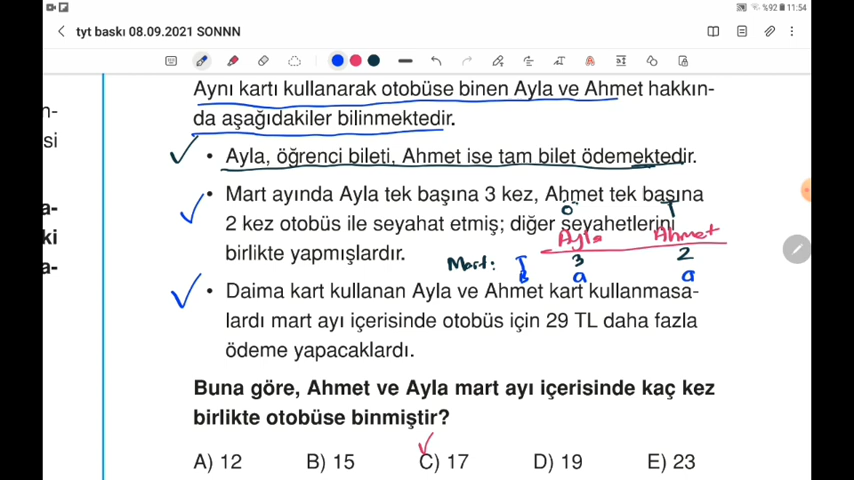 %92 11:54
tyt baskı 08.09.2021 SONNN
Aynı kartı kullanarak otobüse binen Ayla ve Ahmet hakkın-
da aşağıdakiler bilinmektedir.
• Ayla, öğrenci bileti, Ahmet ise tam bilet ödemektedir.
• Mart ayında Ayla tek başına 3 kez, Ahmet tek başına
2 kez otobüs ile seyahat etmiş; diğer seyahetlerini
birlikte yapmışlardır.
Ö T
Ayla Ahmet
Mart: T 3 2
B a a
• Daima kart kullanan Ayla ve Ahmet kart kullanmasa-
lardı mart ayı içerisinde otobüs için 29 TL daha fazla
ödeme yapacaklardı.
Buna göre, Ahmet ve Ayla mart ayı içerisinde kaç kez
birlikte otobüse binmiştir?
A) 12 B) 15 C) 17 D) 19 E) 23
n-
si
a-
ki
a-